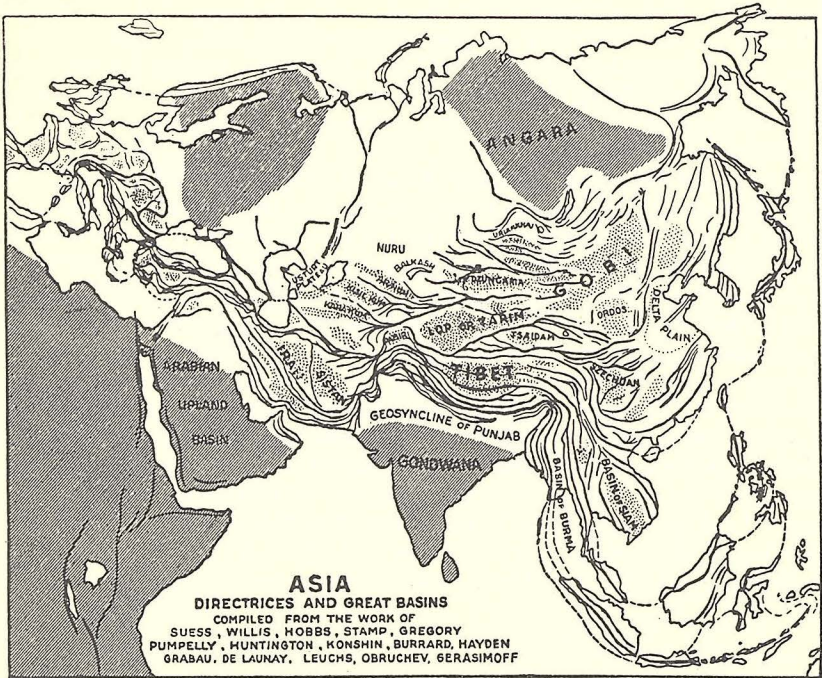 ANGARA
NURU
BALKASH
DZUNGARIA
GOBI
LOP OR TARIM
TSAIDAM
ORDOS
DELTA
PLAIN
IRAN
SISTAN
TIBET
SZECHUAN
ARABIAN
UPLAND
BASIN
GEOSYNCLINE OF PUNJAB
GONDWANA
BASIN OF BURMA
BASIN OF SIAM
ASIA
DIRECTRICES AND GREAT BASINS
COMPILED FROM THE WORK OF
SUESS, WILLIS, HOBBS, STAMP, GREGORY
PUMPELLY, HUNTINGTON, KONSHIN, BURRARD, HAYDEN
GRABAU, DE LAUNAY, LEUCHS, OBRUCHEV, GERASIMOFF